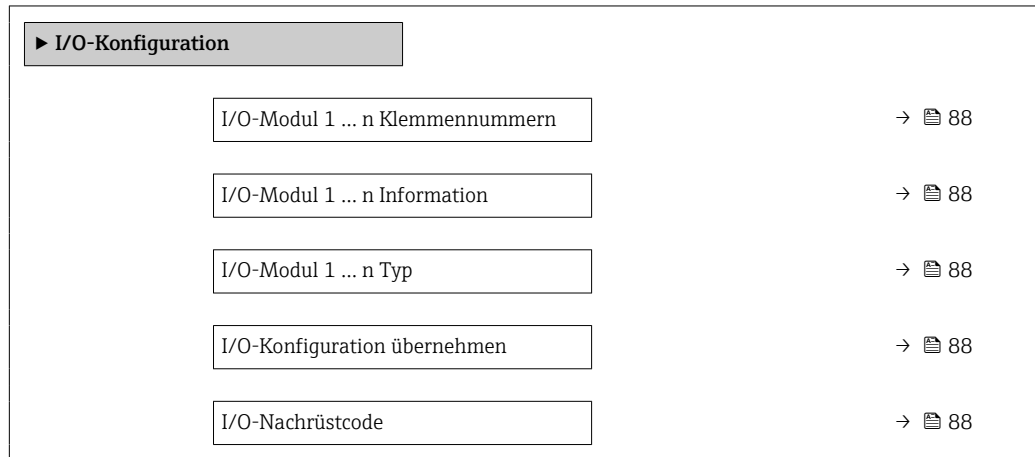 ► I/O-Konfiguration
I/O-Modul 1 … n Klemmennummern → 🖺 88
I/O-Modul 1 … n Information → 🖺 88
I/O-Modul 1 … n Typ → 🖺 88
I/O-Konfiguration übernehmen → 🖺 88
I/O-Nachrüstcode → 🖺 88